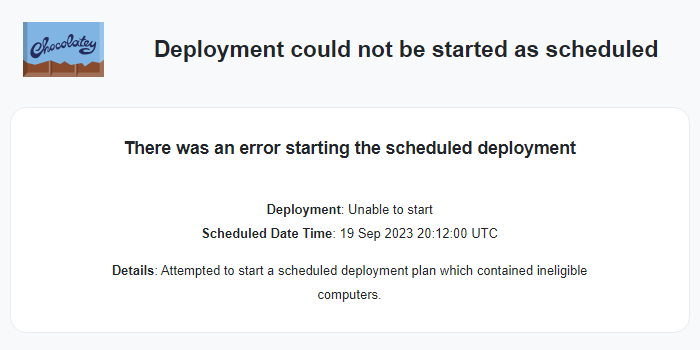 Chocolatey
Deployment could not be started as scheduled
There was an error starting the scheduled deployment
Deployment: Unable to start
Scheduled Date Time: 19 Sep 2023 20:12:00 UTC
Details: Attempted to start a scheduled deployment plan which contained ineligible
computers.